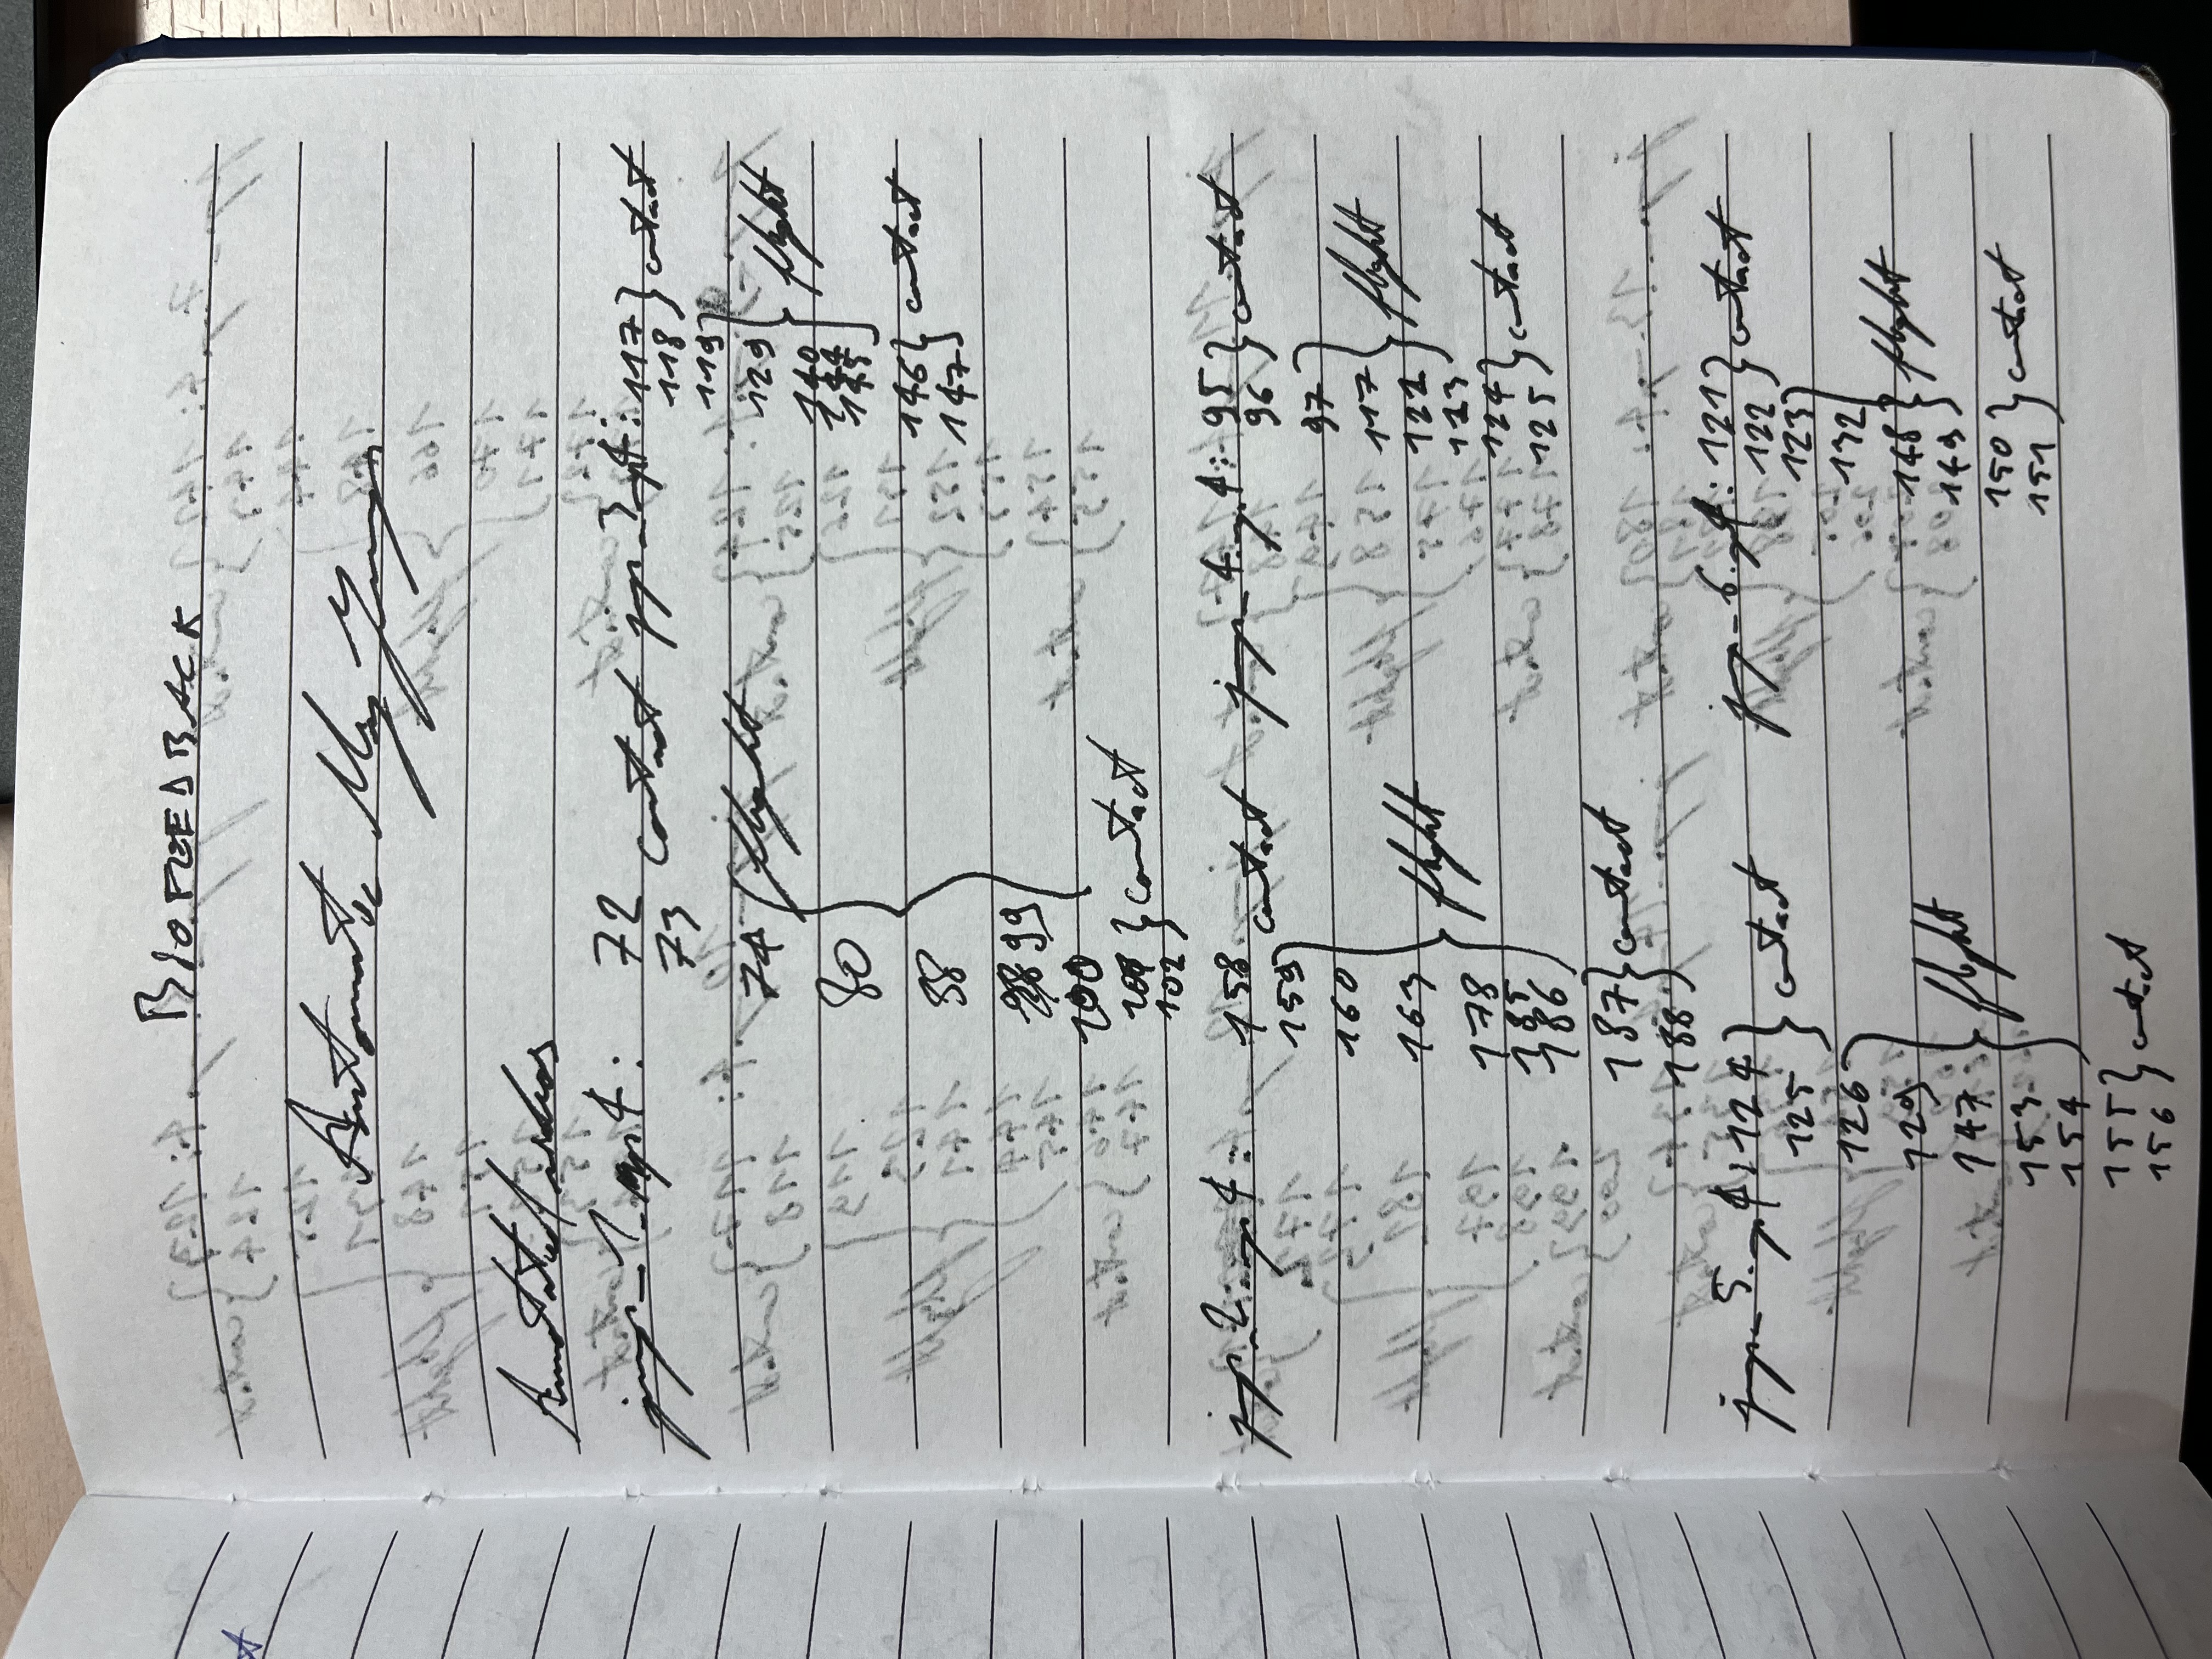 BIOFEEDBACK
Automatic My Jump
Annotated videos
jump_1.mp4: 72
73 contact
74
80
88
99
100
flight
101
102 contact
jump_3.mp4: 117
118 contact
119
129
140
144
145
flight
146
147 contact
jump_2.mp4: 158 contact
159
160
163
178
185
186
flight
187
188 contact
jump_4.mp4: 95
96 contact
97
117
122
123
flight
124
125 contact
jump_5.mp4: 124
125 contact
126
129
147
153
154
flight
155
156 contact
jump_6.mp4: 121
122 contact
123
132
148
149
flight
150
151 contact